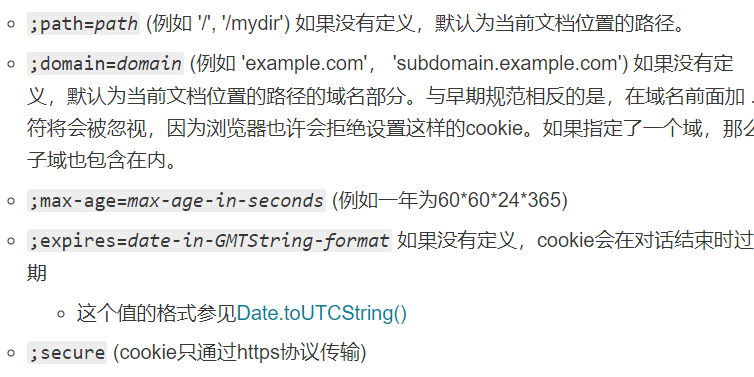 ;path=path (例如 '/', '/mydir') 如果没有定义，默认为当前文档位置的路径。
;domain=domain (例如 'example.com'， 'subdomain.example.com') 如果没有定
义，默认为当前文档位置的路径的域名部分。与早期规范相反的是，在域名前面加 .
符将会被忽视，因为浏览器也许会拒绝设置这样的cookie。如果指定了一个域，那么
子域也包含在内。
;max-age=max-age-in-seconds (例如一年为60*60*24*365)
;expires=date-in-GMTString-format 如果没有定义，cookie会在对话结束时过
期
这个值的格式参见Date.toUTCString()
;secure (cookie只通过https协议传输)